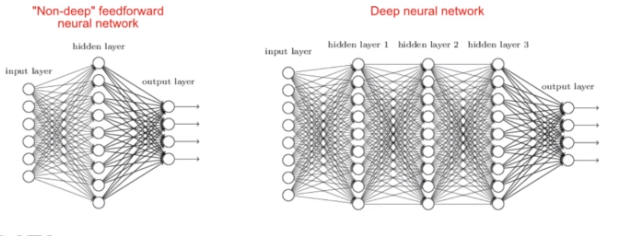 "Non-deep" feedforward
neural network
hidden layer
input layer
output layer
Deep neural network
input layer
hidden layer 1 hidden layer 2 hidden layer 3
output layer